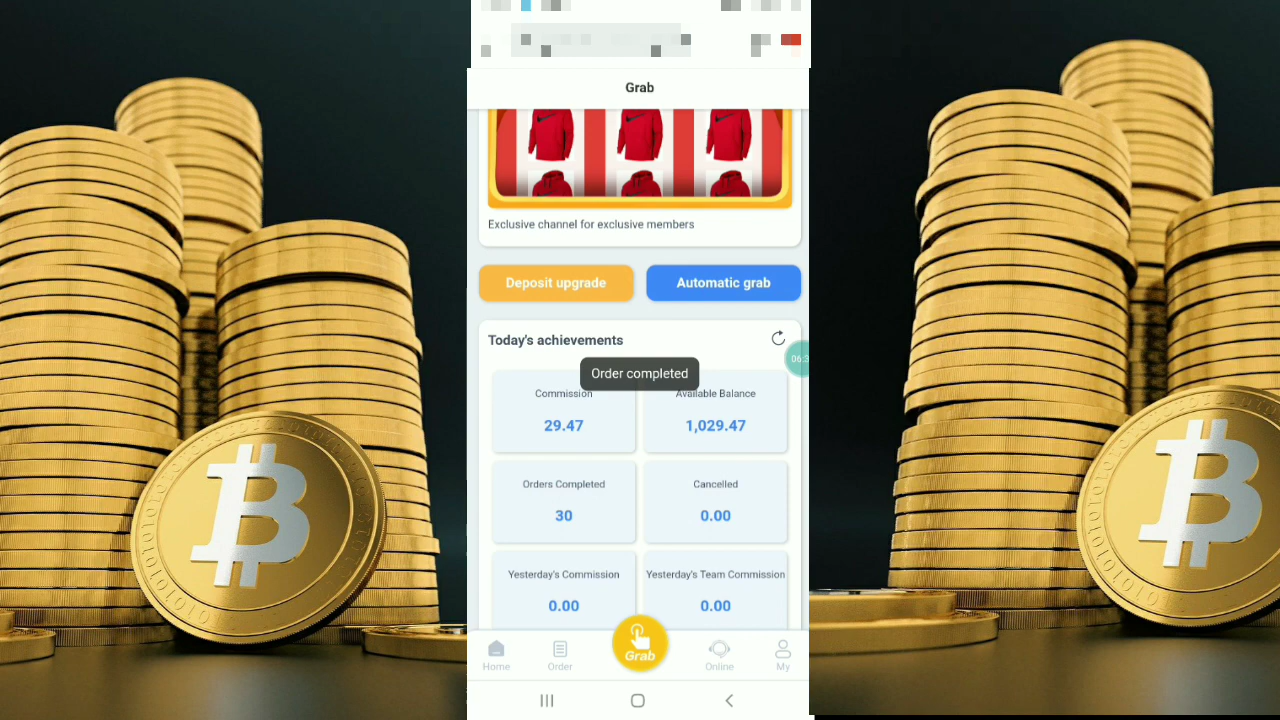 Grab
Exclusive channel for exclusive members
Deposit upgrade
Automatic grab
Today's achievements
Order completed
Commission
Available Balance
29.47
1,029.47
Orders Completed
Cancelled
30
0.00
Yesterday's Commission
Yesterday's Team Commission
0.00
0.00
Grab
Home
Order
Online
My